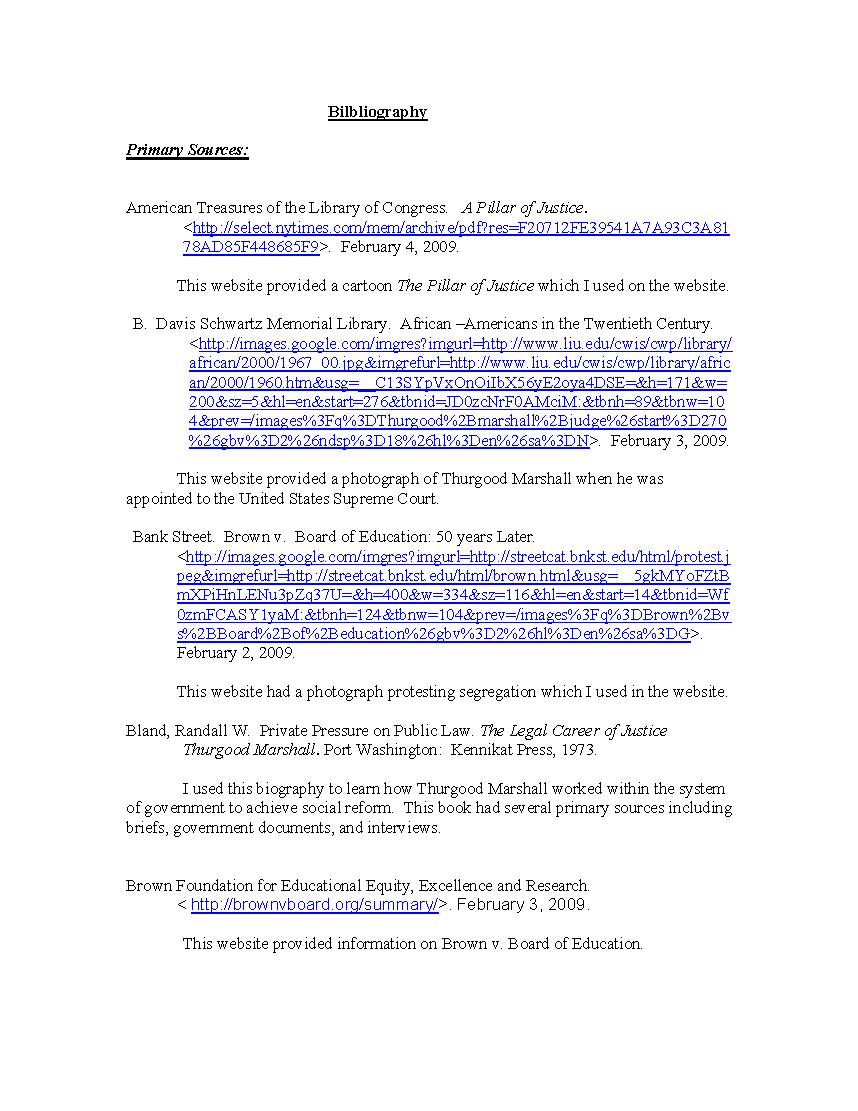 Bilbliography
Primary Sources:
American Treasures of the Library of Congress. A Pillar of Justice.
<http://select.nytimes.com/mem/archive/pdf?res=F20712FE39541A7A93C3A81
78AD85F448685F9>. February 4, 2009.
This website provided a cartoon The Pillar of Justice which I used on the website.
B. Davis Schwartz Memorial Library. African –Americans in the Twentieth Century.
<http://images.google.com/imgres?imgurl=http://www.liu.edu/cwis/cwp/library/
african/2000/1967_00.jpg&imgrefurl=http://www.liu.edu/cwis/cwp/library/afric
an/2000/1960.htm&usg=__C13SYpVxOnOiIbX56yE2oya4DSE=&h=171&w=
200&sz=5&hl=en&start=276&tbnid=JD0zcNrF0AMciM:&tbnh=89&tbnw=10
4&prev=/images%3Fq%3DThurgood%2Bmarshall%2Bjudge%26start%3D270
%26gbv%3D2%26ndsp%3D18%26hl%3Den%26sa%3DN>. February 3, 2009.
This website provided a photograph of Thurgood Marshall when he was
appointed to the United States Supreme Court.
Bank Street. Brown v. Board of Education: 50 years Later.
<http://images.google.com/imgres?imgurl=http://streetcat.bnkst.edu/html/protest.j
peg&imgrefurl=http://streetcat.bnkst.edu/html/brown.html&usg=__5gkMYoFZtB
mXPiHnLENu3pZq37U=&h=400&w=334&sz=116&hl=en&start=14&tbnid=Wf
0zmFCASY1yaM:&tbnh=124&tbnw=104&prev=/images%3Fq%3DBrown%2Bv
s%2BBoard%2Bof%2Beducation%26gbv%3D2%26hl%3Den%26sa%3DG>.
February 2, 2009.
This website had a photograph protesting segregation which I used in the website.
Bland, Randall W. Private Pressure on Public Law. The Legal Career of Justice
Thurgood Marshall. Port Washington: Kennikat Press, 1973.
I used this biography to learn how Thurgood Marshall worked within the system
of government to achieve social reform. This book had several primary sources including
briefs, government documents, and interviews.
Brown Foundation for Educational Equity, Excellence and Research.
< http://brownvboard.org/summary/>. February 3, 2009.
This website provided information on Brown v. Board of Education.